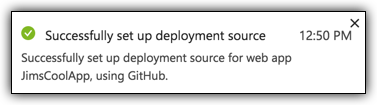 Successfully set up deployment source 12:50 PM
Successfully set up deployment source for web app
JimsCoolApp, using GitHub.